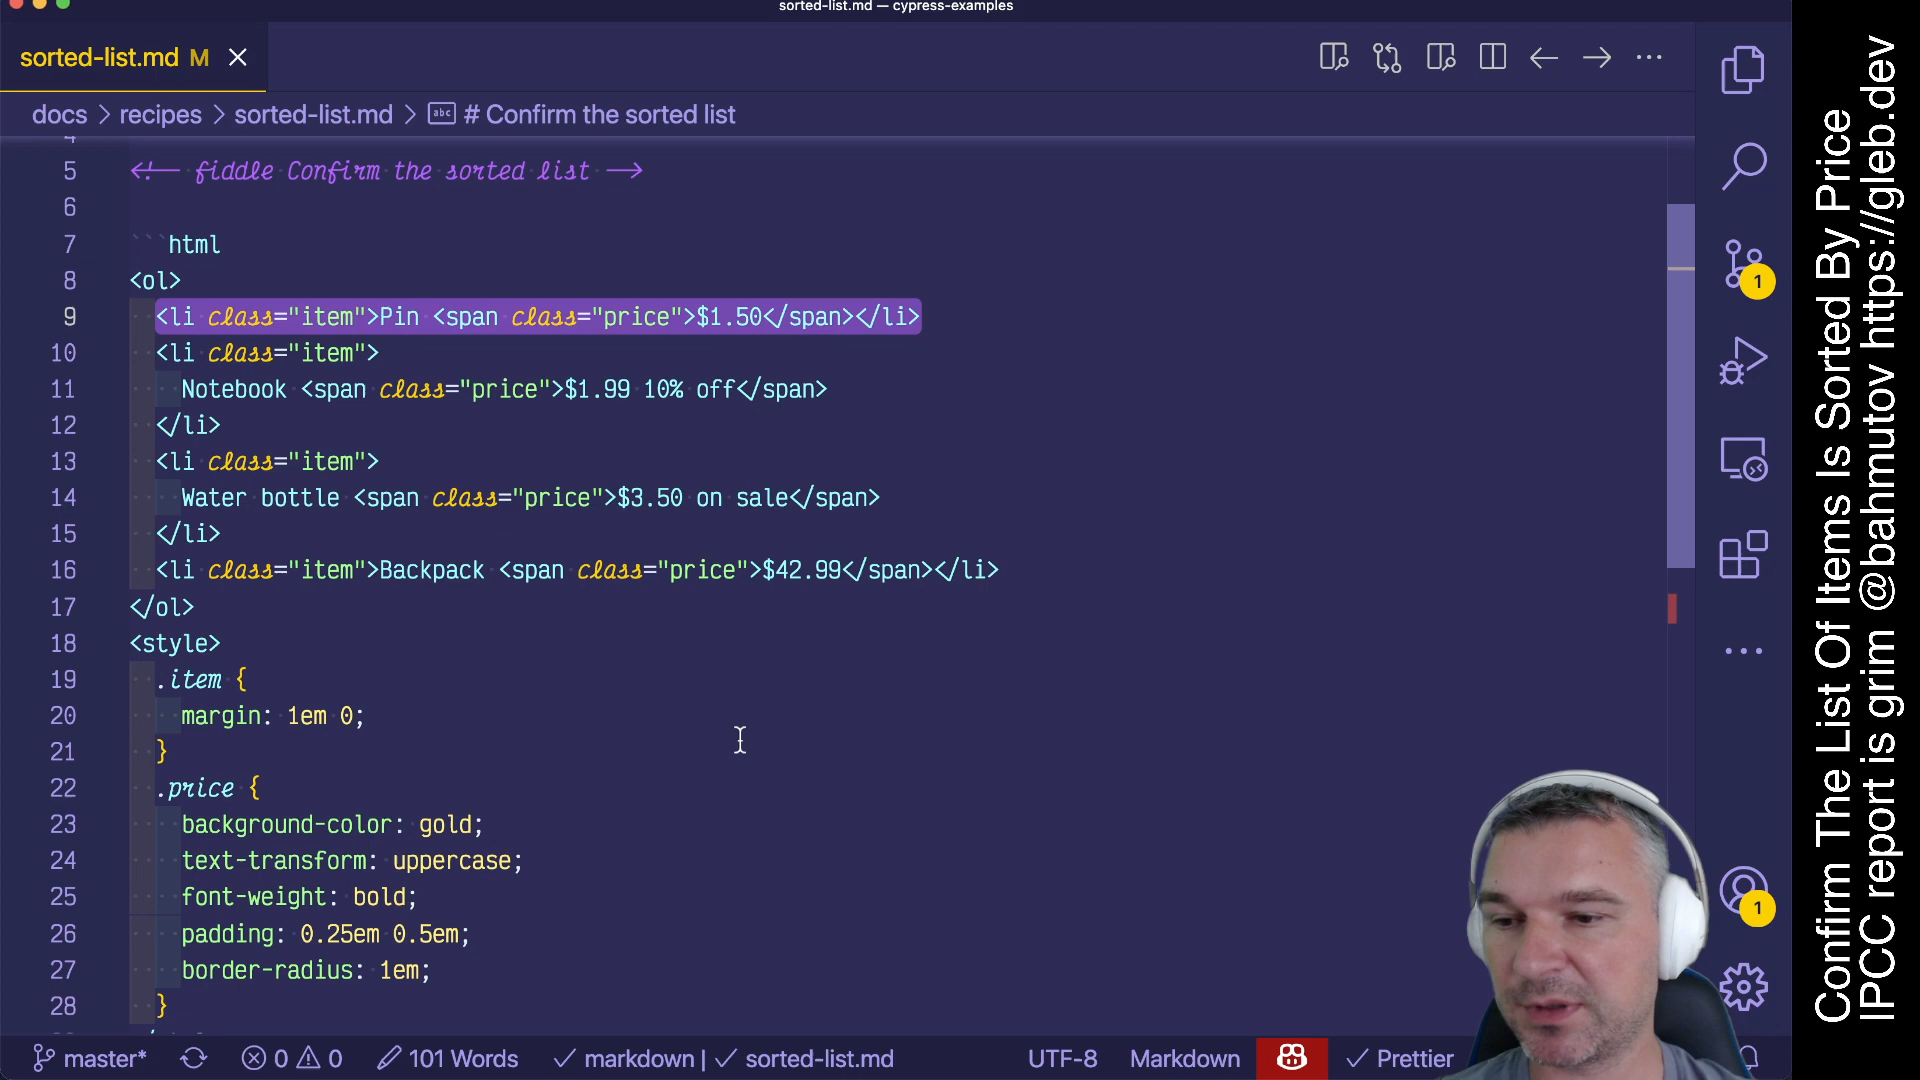 sorted-list.md — cypress-examples
sorted-list.md M
docs > recipes > sorted-list.md > abc # Confirm the sorted list
4
5 <!-- fiddle Confirm the sorted list -->
6
7 ```html
8 <ol>
9 <li class="item">Pin <span class="price">$1.50</span></li>
10 <li class="item">
11 Notebook <span class="price">$1.99 10% off</span>
12 </li>
13 <li class="item">
14 Water bottle <span class="price">$3.50 on sale</span>
15 </li>
16 <li class="item">Backpack <span class="price">$42.99</span></li>
17 </ol>
18 <style>
19 .item {
20 margin: 1em 0;
21 }
22 .price {
23 background-color: gold;
24 text-transform: uppercase;
25 font-weight: bold;
26 padding: 0.25em 0.5em;
27 border-radius: 1em;
28 }
master* 0 0 101 Words markdown | sorted-list.md UTF-8 Markdown Prettier
1
1
Confirm The List Of Items Is Sorted By Price
IPCC report is grim @bahmutov https://gleb.dev